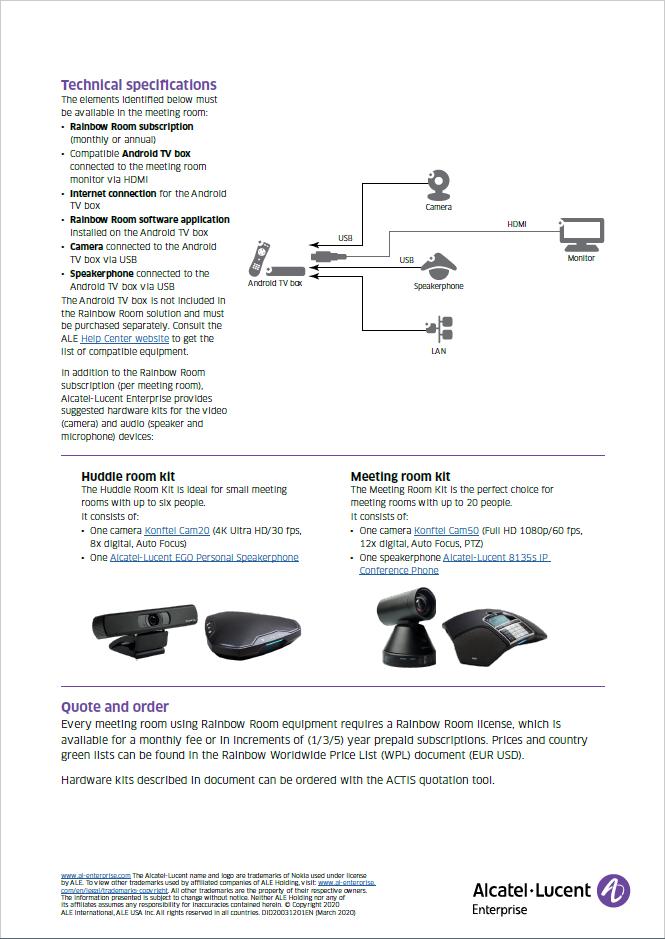 Technical specifications
The elements identified below must
be available in the meeting room:
• Rainbow Room subscription
(monthly or annual)
• Compatible Android TV box
connected to the meeting room
monitor via HDMI
• Internet connection for the Android
TV box
• Rainbow Room software application
installed on the Android TV box
• Camera connected to the Android
TV box via USB
• Speakerphone connected to the
Android TV box via USB
The Android TV box is not included in
the Rainbow Room solution and must
be purchased separately. Consult the
ALE Help Center website to get the
list of compatible equipment.
In addition to the Rainbow Room
subscription (per meeting room),
Alcatel-Lucent Enterprise provides
suggested hardware kits for the video
(camera) and audio (speaker and
microphone) devices:
Camera
HDMI
USB
Monitor
USB
Android TV box
Speakerphone
LAN
Huddle room kit
The Huddle Room Kit is ideal for small meeting
rooms with up to six people.
It consists of:
• One camera Konftel Cam20 (4K Ultra HD/30 fps,
8x digital, Auto Focus)
• One Alcatel-Lucent EGO Personal Speakerphone
Meeting room kit
The Meeting Room Kit is the perfect choice for
meeting rooms with up to 20 people.
It consists of:
• One camera Konftel Cam50 (Full HD 1080p/60 fps,
12x digital, Auto Focus, PTZ)
• One speakerphone Alcatel-Lucent 8135s IP
Conference Phone
Quote and order
Every meeting room using Rainbow Room equipment requires a Rainbow Room license, which is
available for a monthly fee or in increments of (1/3/5) year prepaid subscriptions. Prices and country
green lists can be found in the Rainbow Worldwide Price List (WPL) document (EUR USD).
Hardware kits described in document can be ordered with the ACTIS quotation tool.
www.al-enterprise.com The Alcatel-Lucent name and logo are trademarks of Nokia used under license
by ALE. To view other trademarks used by affiliated companies of ALE Holding, visit: www.al-enterprise.
com/en/legal/trademarks-copyright. All other trademarks are the property of their respective owners.
The information presented is subject to change without notice. Neither ALE Holding nor any of
its affiliates assumes any responsibility for inaccuracies contained herein. © Copyright 2020
ALE International, ALE USA Inc. All rights reserved in all countries. DID20031201EN (March 2020)
Alcatel·Lucent
Enterprise